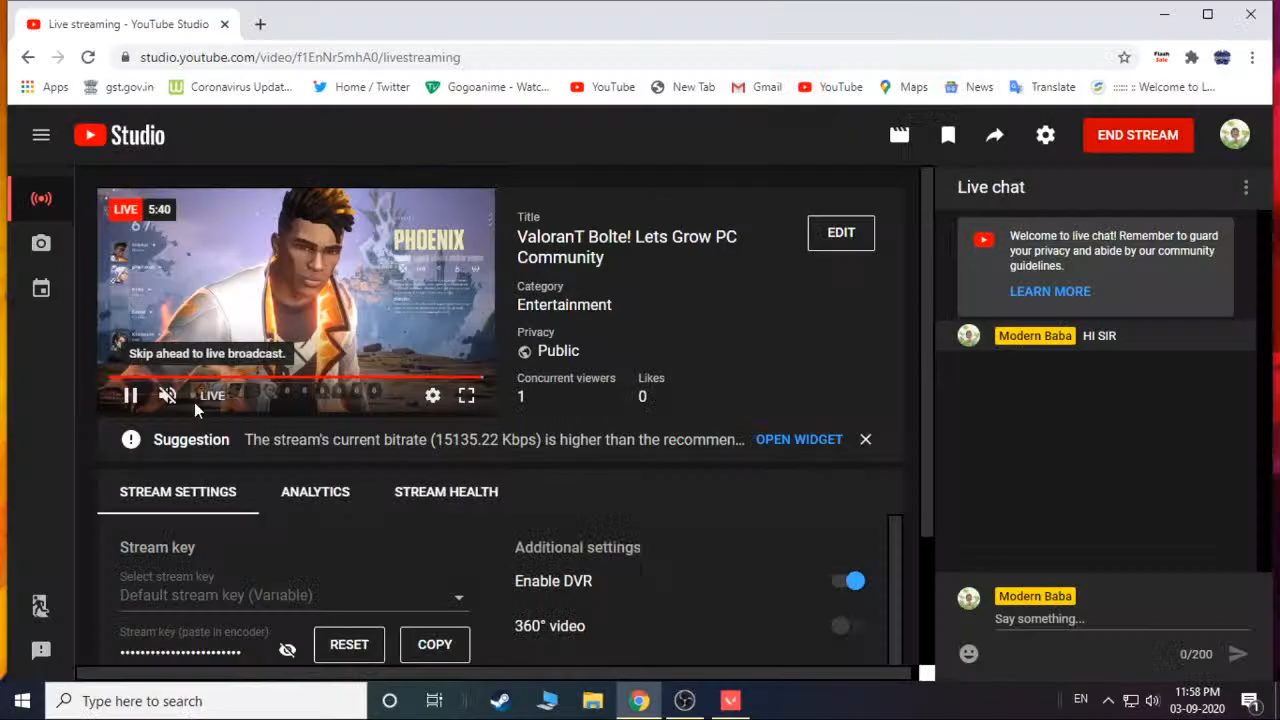 Live streaming - YouTube Studio
studio.youtube.com/video/f1EnNr5mhA0/livestreaming
Apps
gst.gov.in
Coronavirus Updat...
Home / Twitter
Gogoanime - Watc...
YouTube
New Tab
Gmail
YouTube
Maps
News
Translate
:::::: :: Welcome to L...
Studio
END STREAM
LIVE 5:40
PHOENIX
Skip ahead to live broadcast.
LIVE
Title
ValoranT Bolte! Lets Grow PC
Community
EDIT
Category
Entertainment
Privacy
Public
Concurrent viewers
Likes
1
0
Suggestion
The stream's current bitrate (15135.22 Kbps) is higher than the recommen...
OPEN WIDGET
STREAM SETTINGS
ANALYTICS
STREAM HEALTH
Stream key
Select stream key
Default stream key (Variable)
Stream key (paste in encoder)
RESET
COPY
Additional settings
Enable DVR
360° video
Live chat
Welcome to live chat! Remember to guard
your privacy and abide by our community
guidelines.
LEARN MORE
Modern Baba HI SIR
Modern Baba
Say something...
0/200
Type here to search
EN
11:58 PM
03-09-2020
1